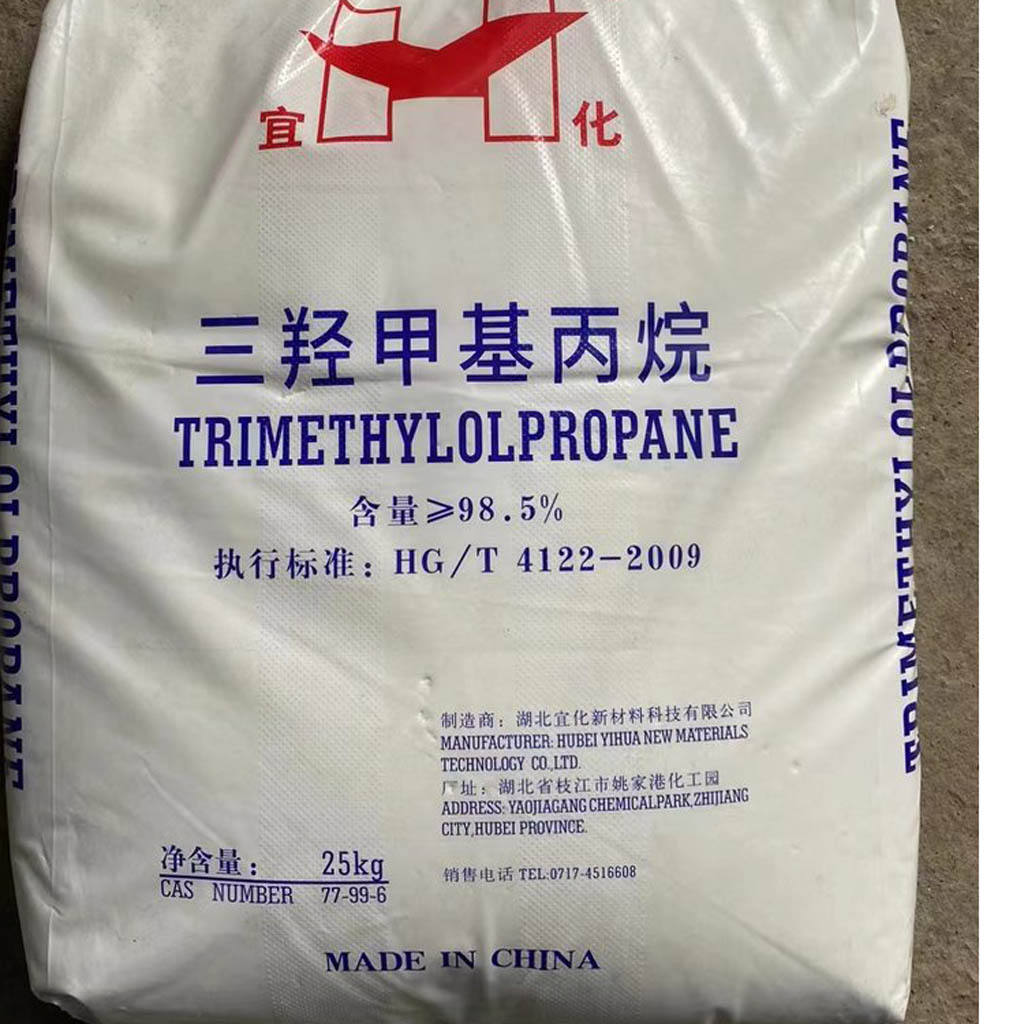 宜 化
三羟甲基丙烷
TRIMETHYLOLPROPANE
含量≥98.5%
执行标准：HG/T 4122-2009
制造商：湖北宜化新材料科技有限公司
MANUFACTURER: HUBEI YIHUA NEW MATERIALS
TECHNOLOGY CO.,LTD.
厂址：湖北省枝江市姚家港化工园
ADDRESS: YAOJIAGANG CHEMICALPARK,ZHIJIANG
CITY,HUBEI PROVINCE.
净含量： 25kg
CAS NUMBER 77-99-6
销售电话 TEL:0717-4516608
MADE IN CHINA
TRIMETHYLOLPROPANE